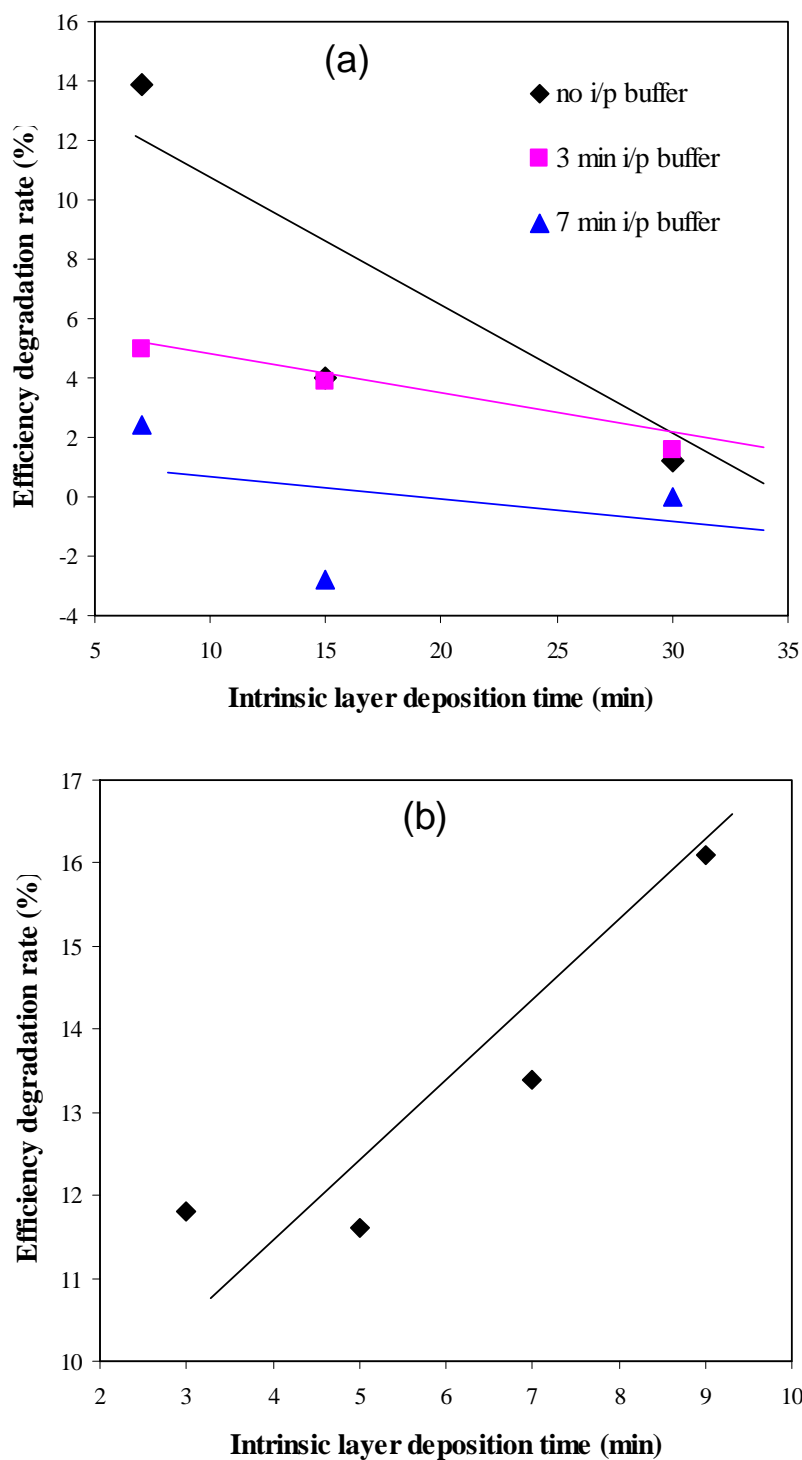 (a)
no i/p buffer
3 min i/p buffer
7 min i/p buffer
Efficiency degradation rate (%)
16
14
12
10
8
6
4
2
0
-2
-4
5 10 15 20 25 30 35
Intrinsic layer deposition time (min)
(b)
Efficiency degradation rate (%)
17
16
15
14
13
12
11
10
2 3 4 5 6 7 8 9 10
Intrinsic layer deposition time (min)